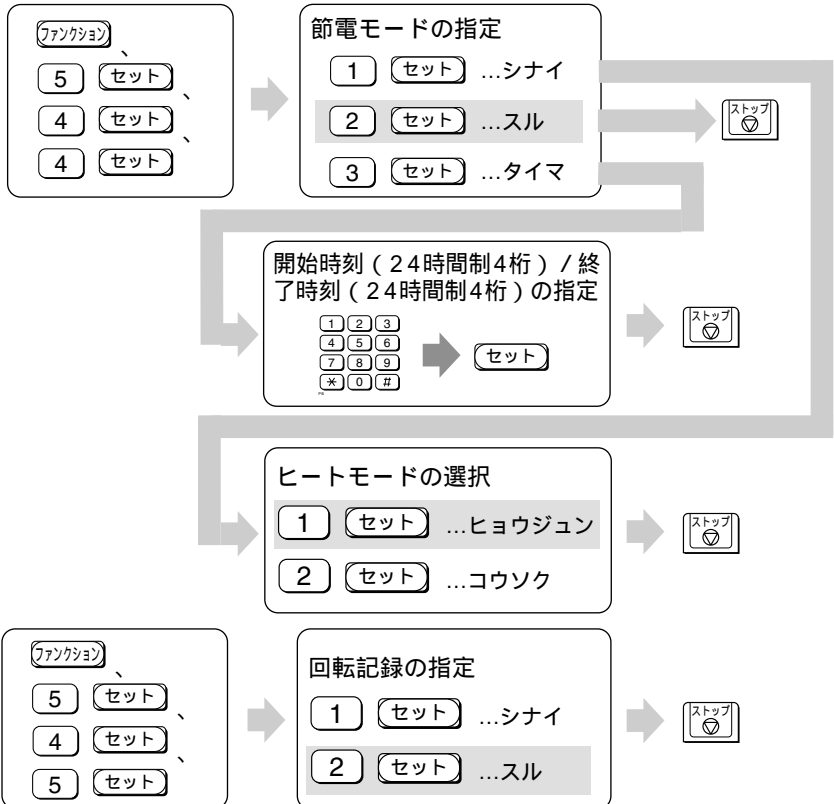 ファンクション、
5 セット、
4 セット、
4 セット
節電モードの指定
1 セット …シナイ
2 セット …スル
3 セット …タイマ
ストップ
開始時刻(24時間制4桁)/終
了時刻(24時間制4桁)の指定
1 2 3
4 5 6
7 8 9
* 0 #
セット
ストップ
ヒートモードの選択
1 セット …ヒョウジュン
2 セット …コウソク
ストップ
ファンクション、
5 セット、
4 セット、
5 セット
回転記録の指定
1 セット …シナイ
2 セット …スル
ストップ